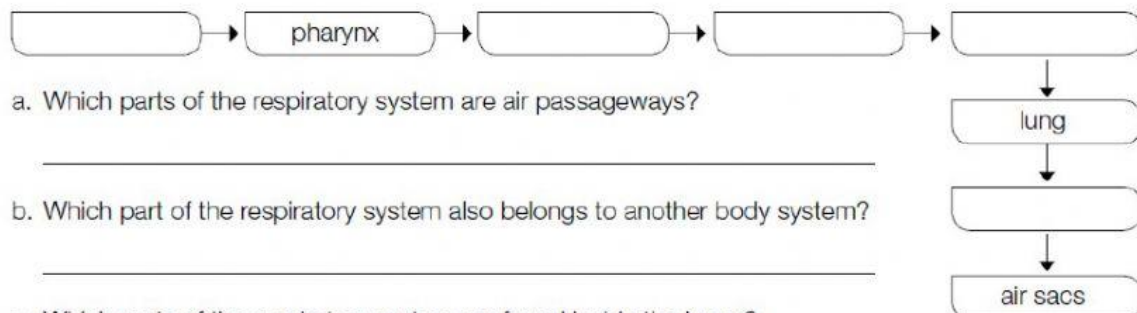 pharynx
a. Which parts of the respiratory system are air passageways?
lung
b. Which part of the respiratory system also belongs to another body system?
air sacs